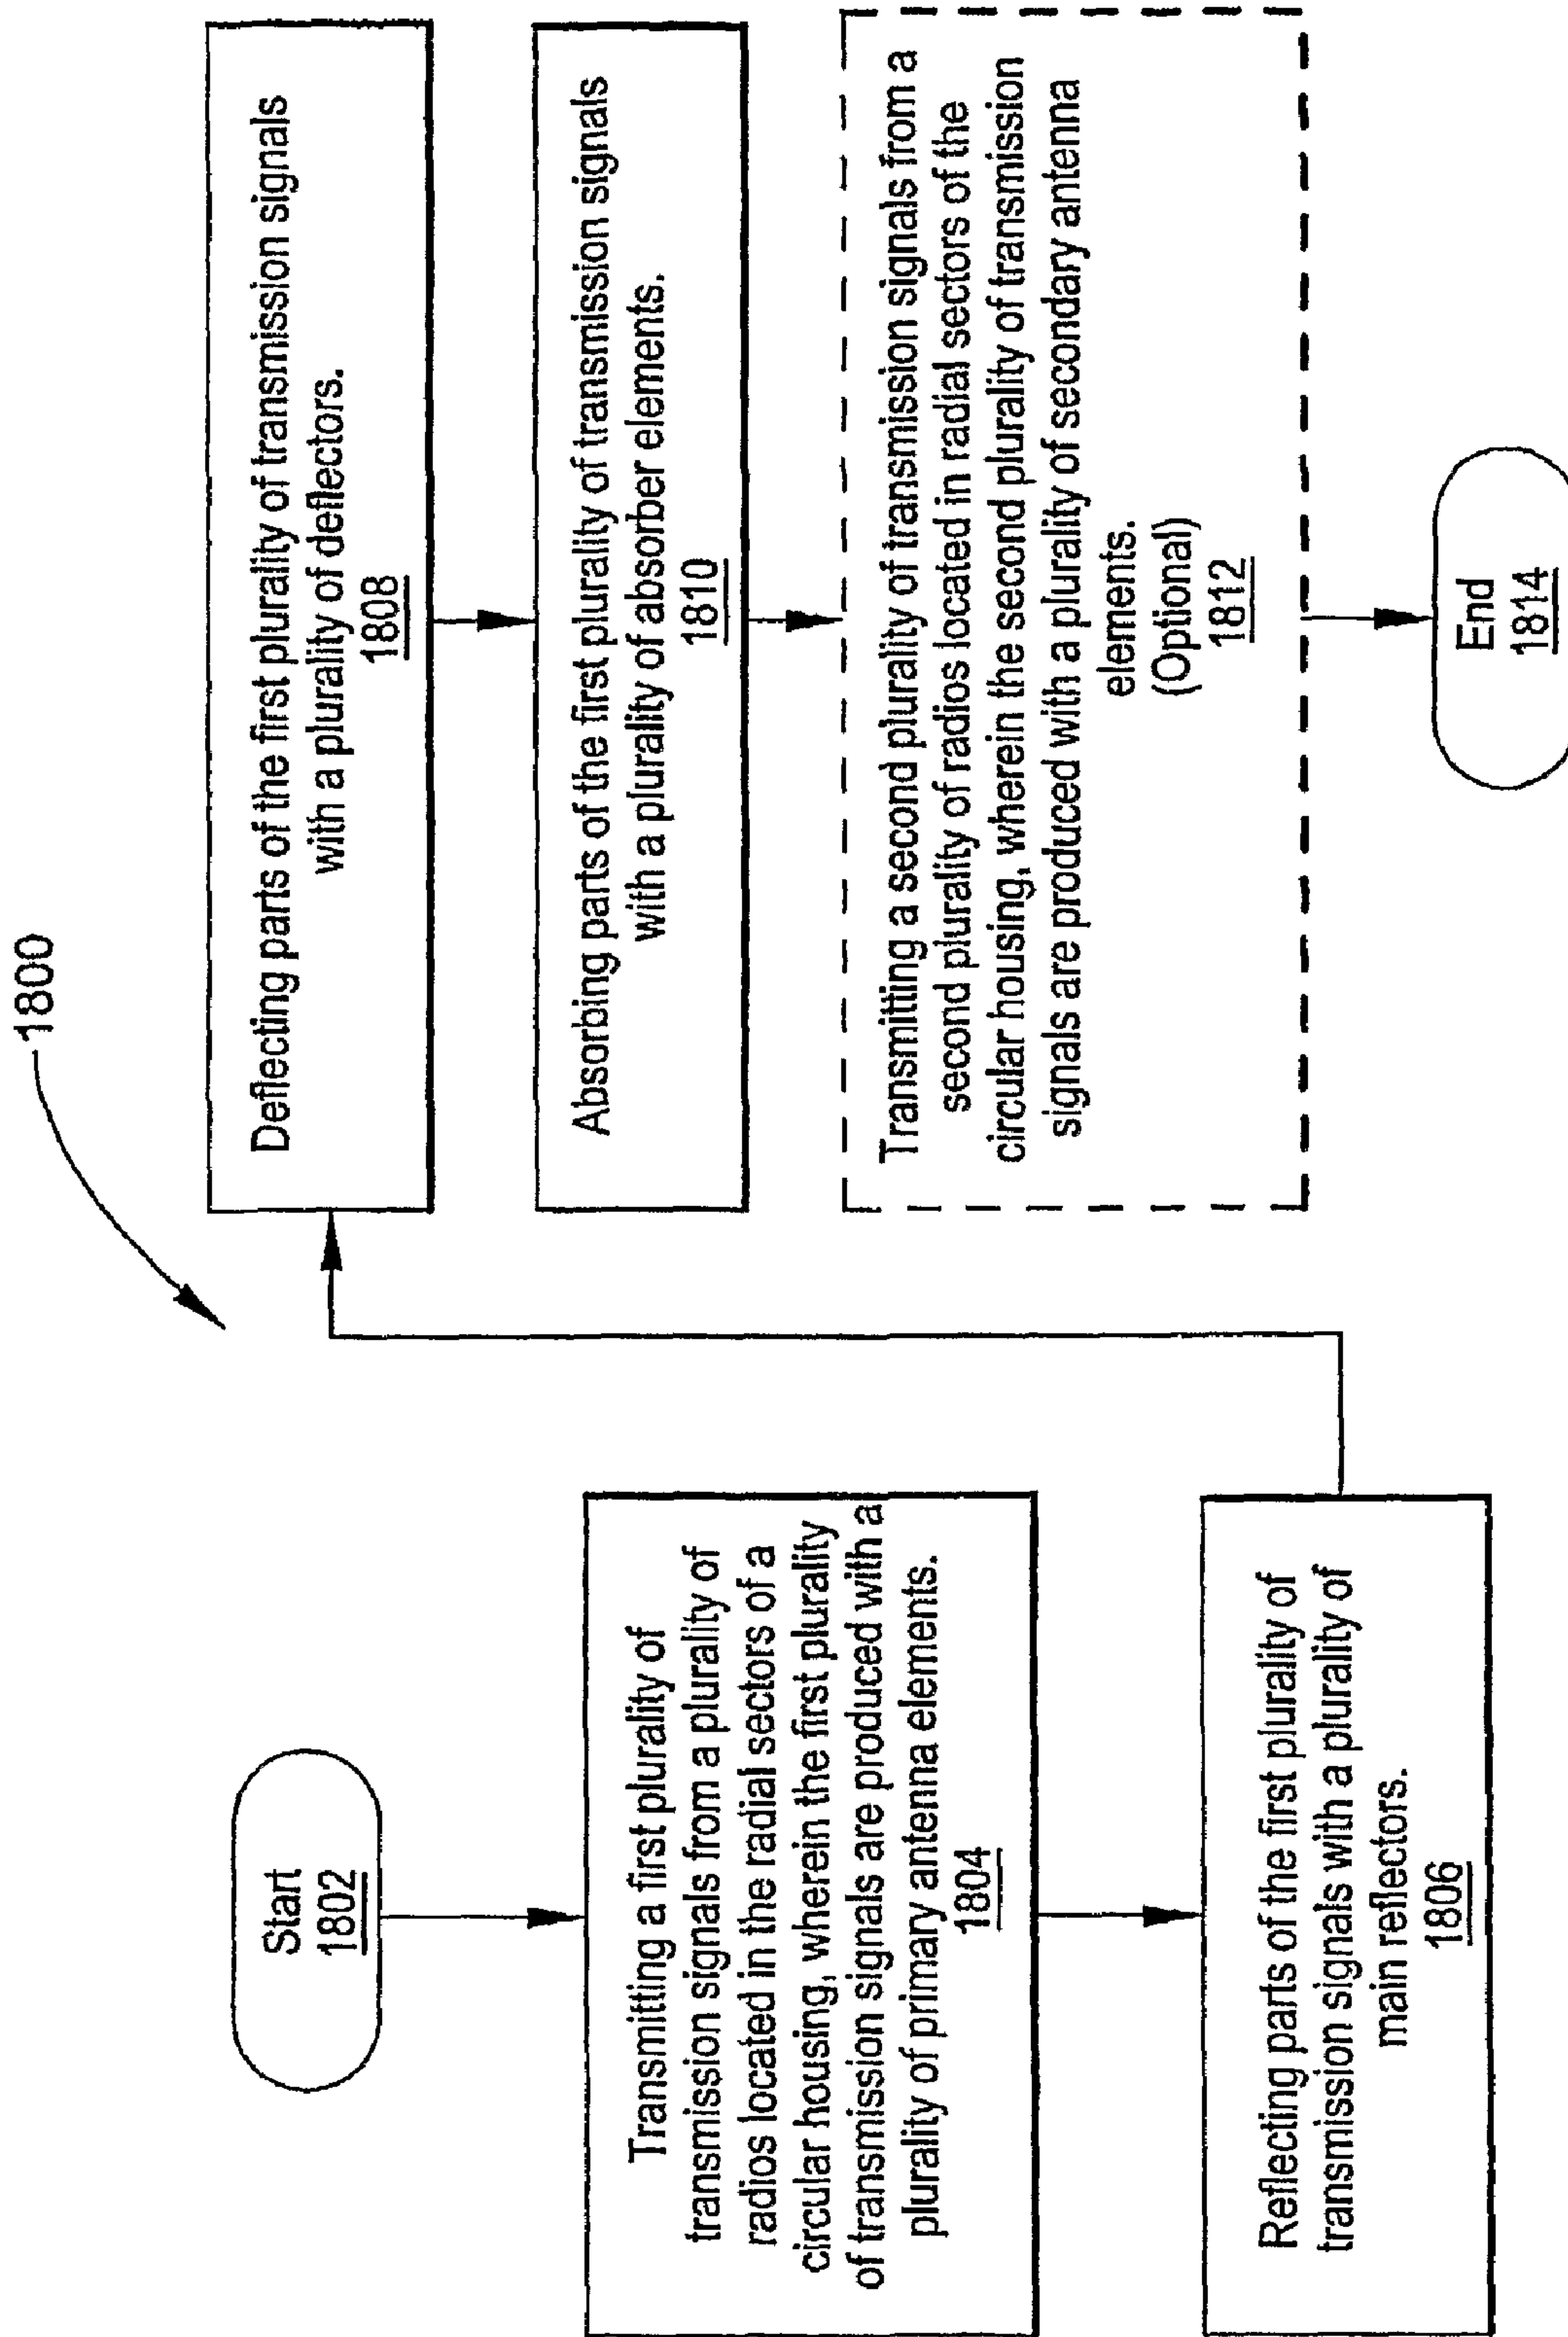 1800
Start
1802
Transmitting a first plurality of
transmission signals from a plurality of
radios located in the radial sectors of a
circular housing, wherein the first plurality
of transmission signals are produced with a
plurality of primary antenna elements.
1804
Reflecting parts of the first plurality of
transmission signals with a plurality of
main reflectors.
1806
Deflecting parts of the first plurality of transmission signals
with a plurality of deflectors.
1808
Absorbing parts of the first plurality of transmission signals
with a plurality of absorber elements.
1810
Transmitting a second plurality of transmission signals from a
second plurality of radios located in radial sectors of the
circular housing, wherein the second plurality of transmission
signals are produced with a plurality of secondary antenna
elements.
(Optional)
1812
End
1814